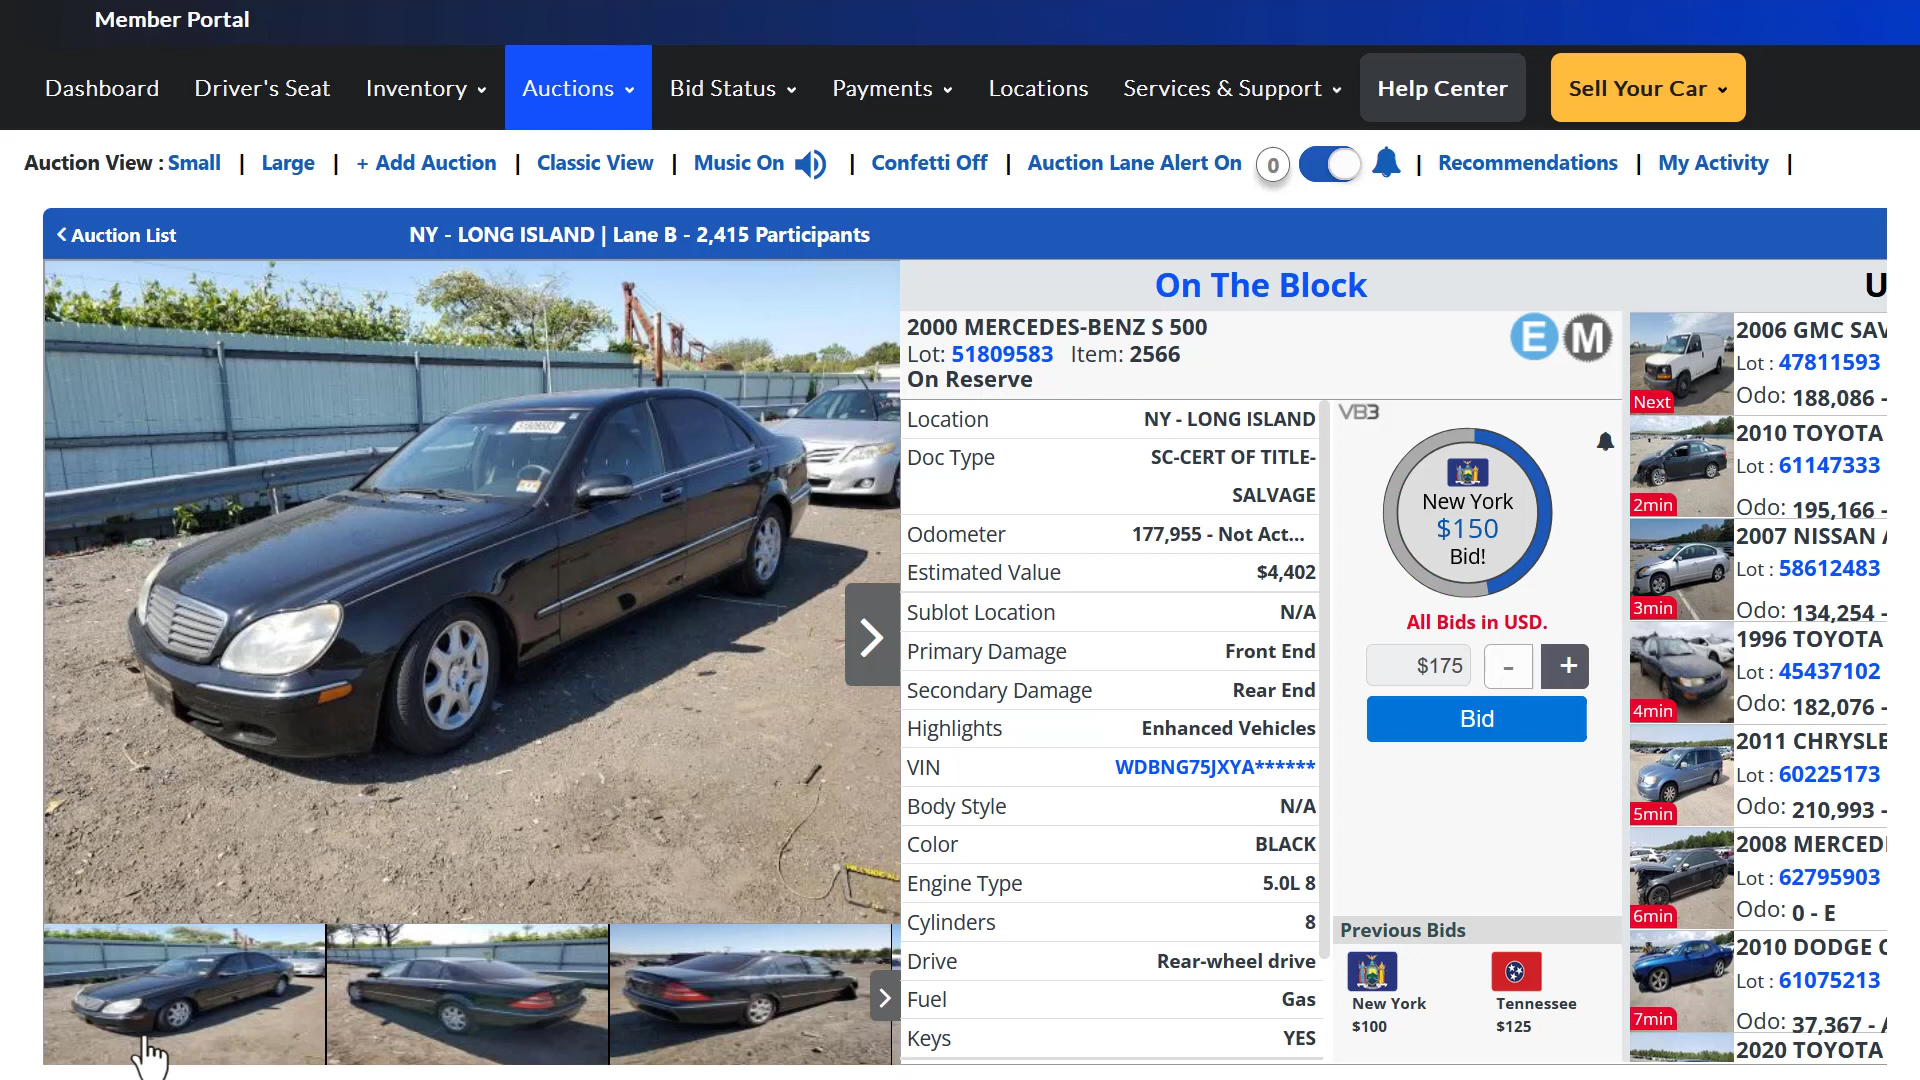 Member Portal
Dashboard Driver's Seat Inventory Auctions Bid Status Payments Locations Services & Support Help Center Sell Your Car
Auction View : Small | Large | + Add Auction | Classic View | Music On | Confetti Off | Auction Lane Alert On 0 | Recommendations | My Activity |
Auction List
NY - LONG ISLAND | Lane B - 2,415 Participants
On The Block
2000 MERCEDES-BENZ S 500
Lot: 51809583 Item: 2566
On Reserve
E M
Location NY - LONG ISLAND
Doc Type SC-CERT OF TITLE-
SALVAGE
Odometer 177,955 - Not Act...
Estimated Value $4,402
Sublot Location N/A
Primary Damage Front End
Secondary Damage Rear End
Highlights Enhanced Vehicles
VIN WDBNG75JXYA******
Body Style N/A
Color BLACK
Engine Type 5.0L 8
Cylinders 8
Drive Rear-wheel drive
Fuel Gas
Keys YES
VB3
New York
$150
Bid!
All Bids in USD.
$175 - +
Bid
Previous Bids
New York
$100
Tennessee
$125
U
2006 GMC SAV
Lot : 47811593
Odo: 188,086 -
Next
2010 TOYOTA
Lot : 61147333
Odo: 195,166 -
2min
2007 NISSAN
Lot : 58612483
Odo: 134,254 -
3min
1996 TOYOTA
Lot : 45437102
Odo: 182,076 -
4min
2011 CHRYSLE
Lot : 60225173
Odo: 210,993 -
5min
2008 MERCED
Lot : 62795903
Odo: 0 - E
6min
2010 DODGE C
Lot : 61075213
Odo: 37,367 - A
7min
2020 TOYOTA